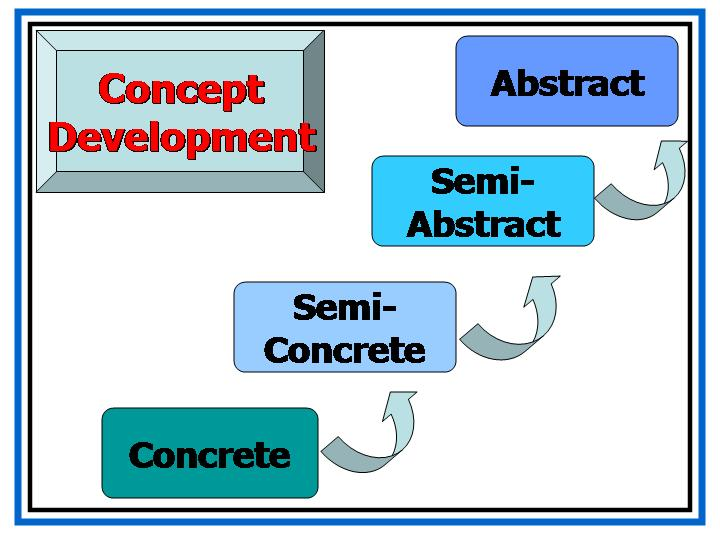 Concept
Development
Abstract
Semi-
Abstract
Semi-
Concrete
Concrete